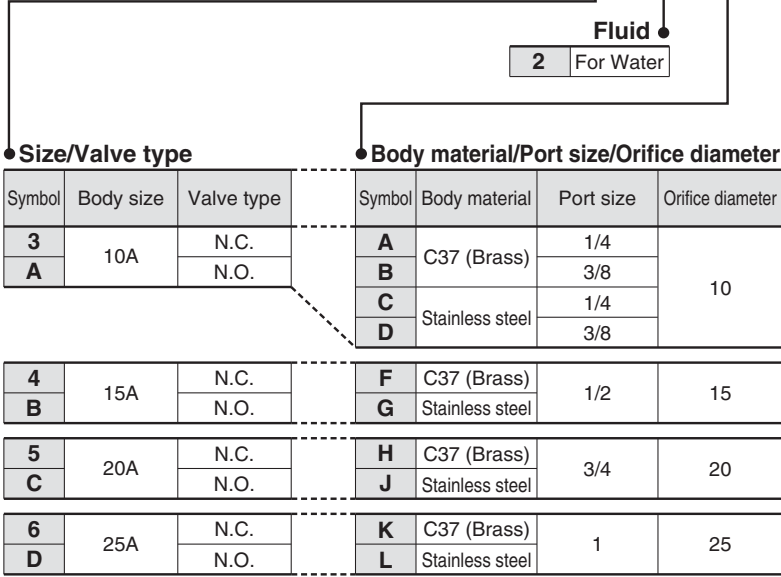 Fluid
2 For Water
Size/Valve type
Symbol Body size Valve type
3 10A N.C.
A N.O.
4 15A N.C.
B N.O.
5 20A N.C.
C N.O.
6 25A N.C.
D N.O.
Body material/Port size/Orifice diameter
Symbol Body material Port size Orifice diameter
A C37 (Brass) 1/4 10
B 3/8
C Stainless steel 1/4
D 3/8
F C37 (Brass) 1/2 15
G Stainless steel
H C37 (Brass) 3/4 20
J Stainless steel
K C37 (Brass) 1 25
L Stainless steel